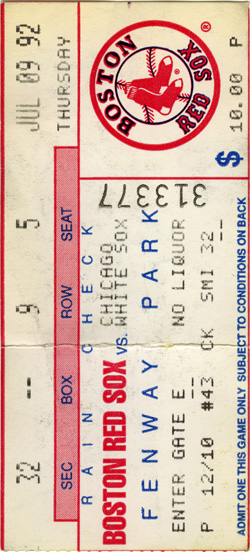 32 -- 9 5 JUL 09 92
SEC BOX ROW SEAT THURSDAY
RAIN CHECK
BOSTON RED SOX VS. CHICAGO WHITE SOX
FENWAY PARK
ENTER GATE E NO LIQUOR
P 12/10 #43 CK SMI 32
ADMIT ONE THIS GAME ONLY SUBJECT TO CONDITIONS ON BACK
313377
BOSTON RED SOX
$ 10.00 P